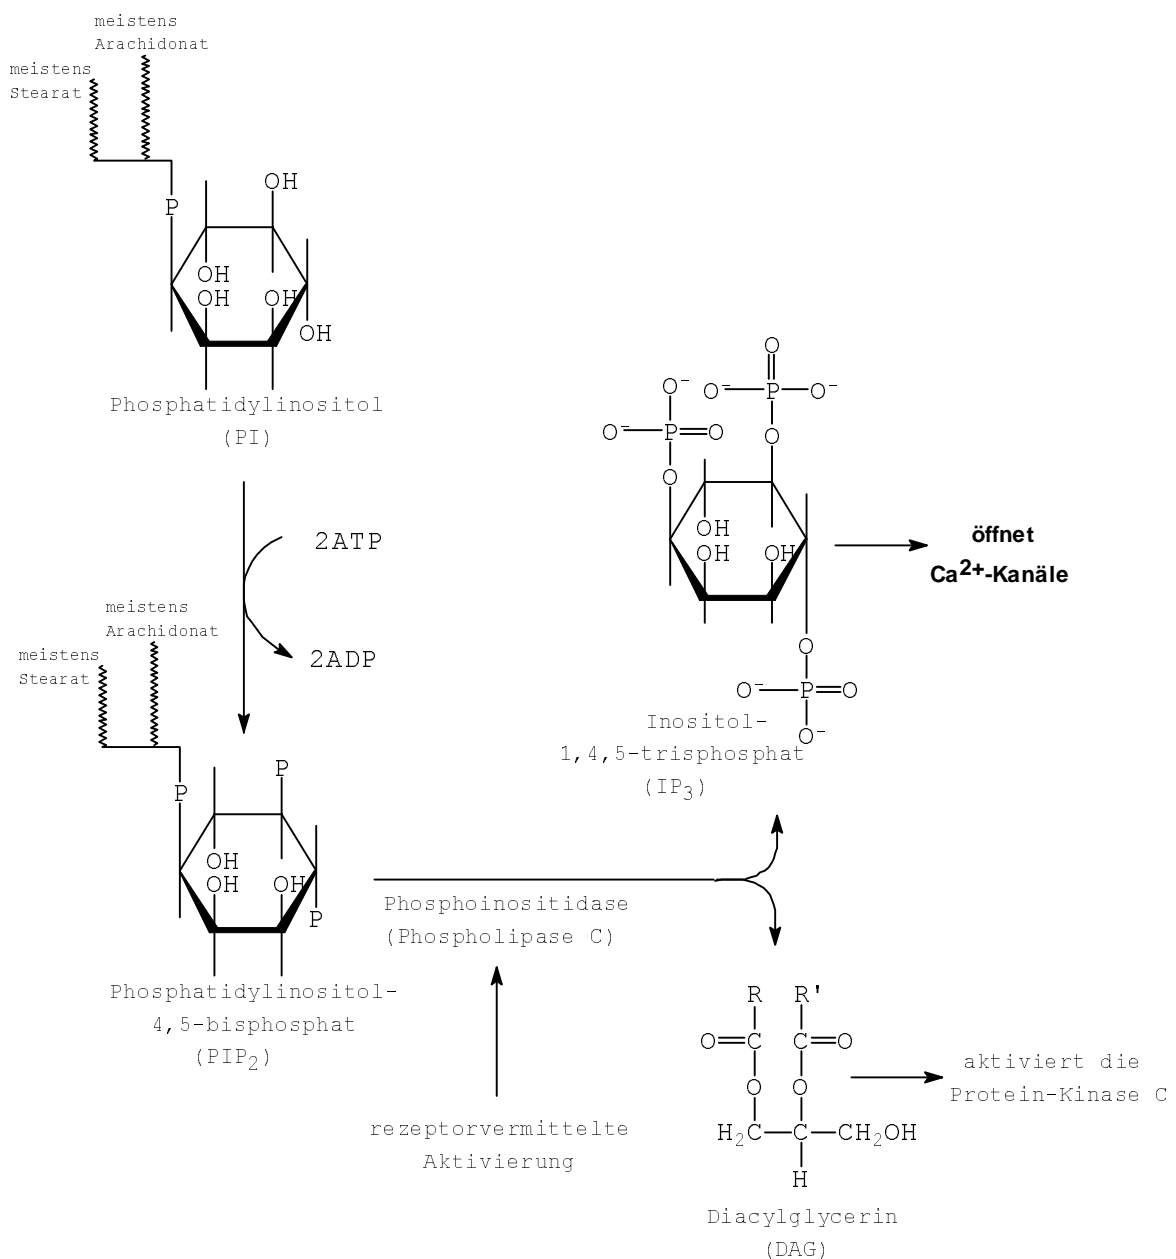 meistens
Arachidonat
meistens
Stearat
P
OH
OH
OH
OH
OH
Phosphatidylinositol
(PI)
2ATP
2ADP
meistens
Arachidonat
meistens
Stearat
P
P
OH
OH
OH
P
Phosphatidylinositol-
4,5-bisphosphat
(PIP2)
Phosphoinositidase
(Phospholipase C)
rezeptorvermittelte
Aktivierung
O
O⁻ P O⁻
O⁻
O⁻ P O
O
O
OH
OH
OH
O
O⁻ P O
O⁻
Inositol-
1,4,5-trisphosphat
(IP3)
öffnet
Ca2+-Kanäle
R R'
O C C O
O O
H2C C CH2OH
H
Diacylglycerin
(DAG)
aktiviert die
Protein-Kinase C